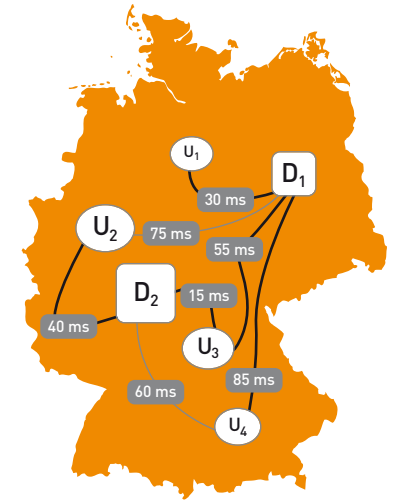 U₁
D₁
30 ms
U₂
75 ms
55 ms
D₂
15 ms
40 ms
U₃
85 ms
60 ms
U₄